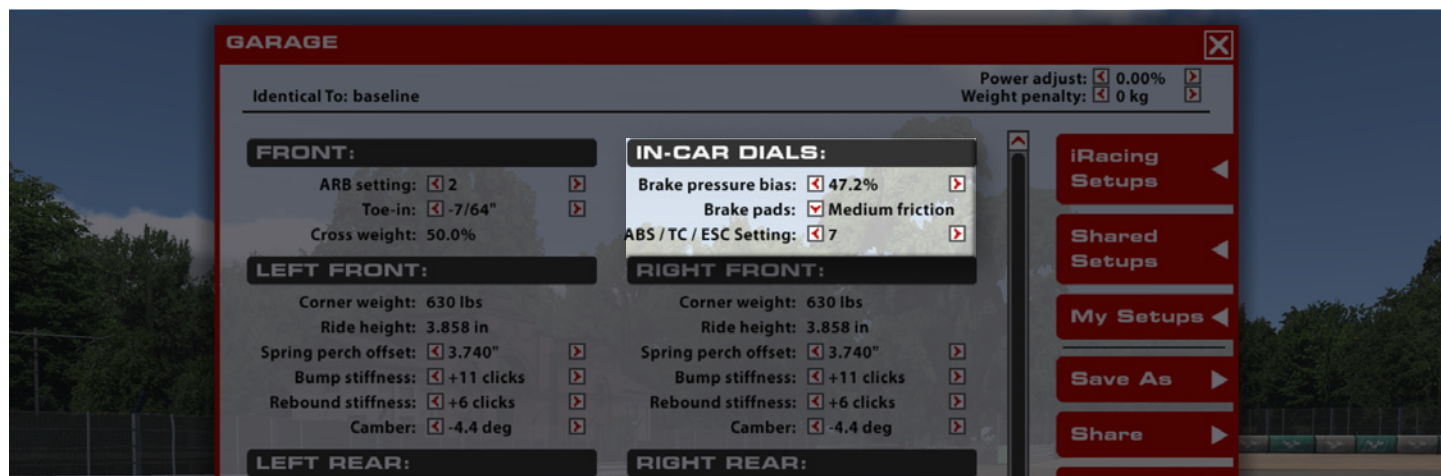 GARAGE
Power adjust: 0.00%
Identical To: baseline
Weight penalty: 0 kg
FRONT:
ARB setting: 2
Toe-in: -7/64"
Cross weight: 50.0%
IN-CAR DIALS:
Brake pressure bias: 47.2%
Brake pads: Medium friction
ABS / TC / ESC Setting: 7
LEFT FRONT:
Corner weight: 630 lbs
Ride height: 3.858 in
Spring perch offset: 3.740"
Bump stiffness: +11 clicks
Rebound stiffness: +6 clicks
Camber: -4.4 deg
RIGHT FRONT:
Corner weight: 630 lbs
Ride height: 3.858 in
Spring perch offset: 3.740"
Bump stiffness: +11 clicks
Rebound stiffness: +6 clicks
Camber: -4.4 deg
LEFT REAR:
RIGHT REAR:
iRacing
Setups
Shared
Setups
My Setups
Save As
Share